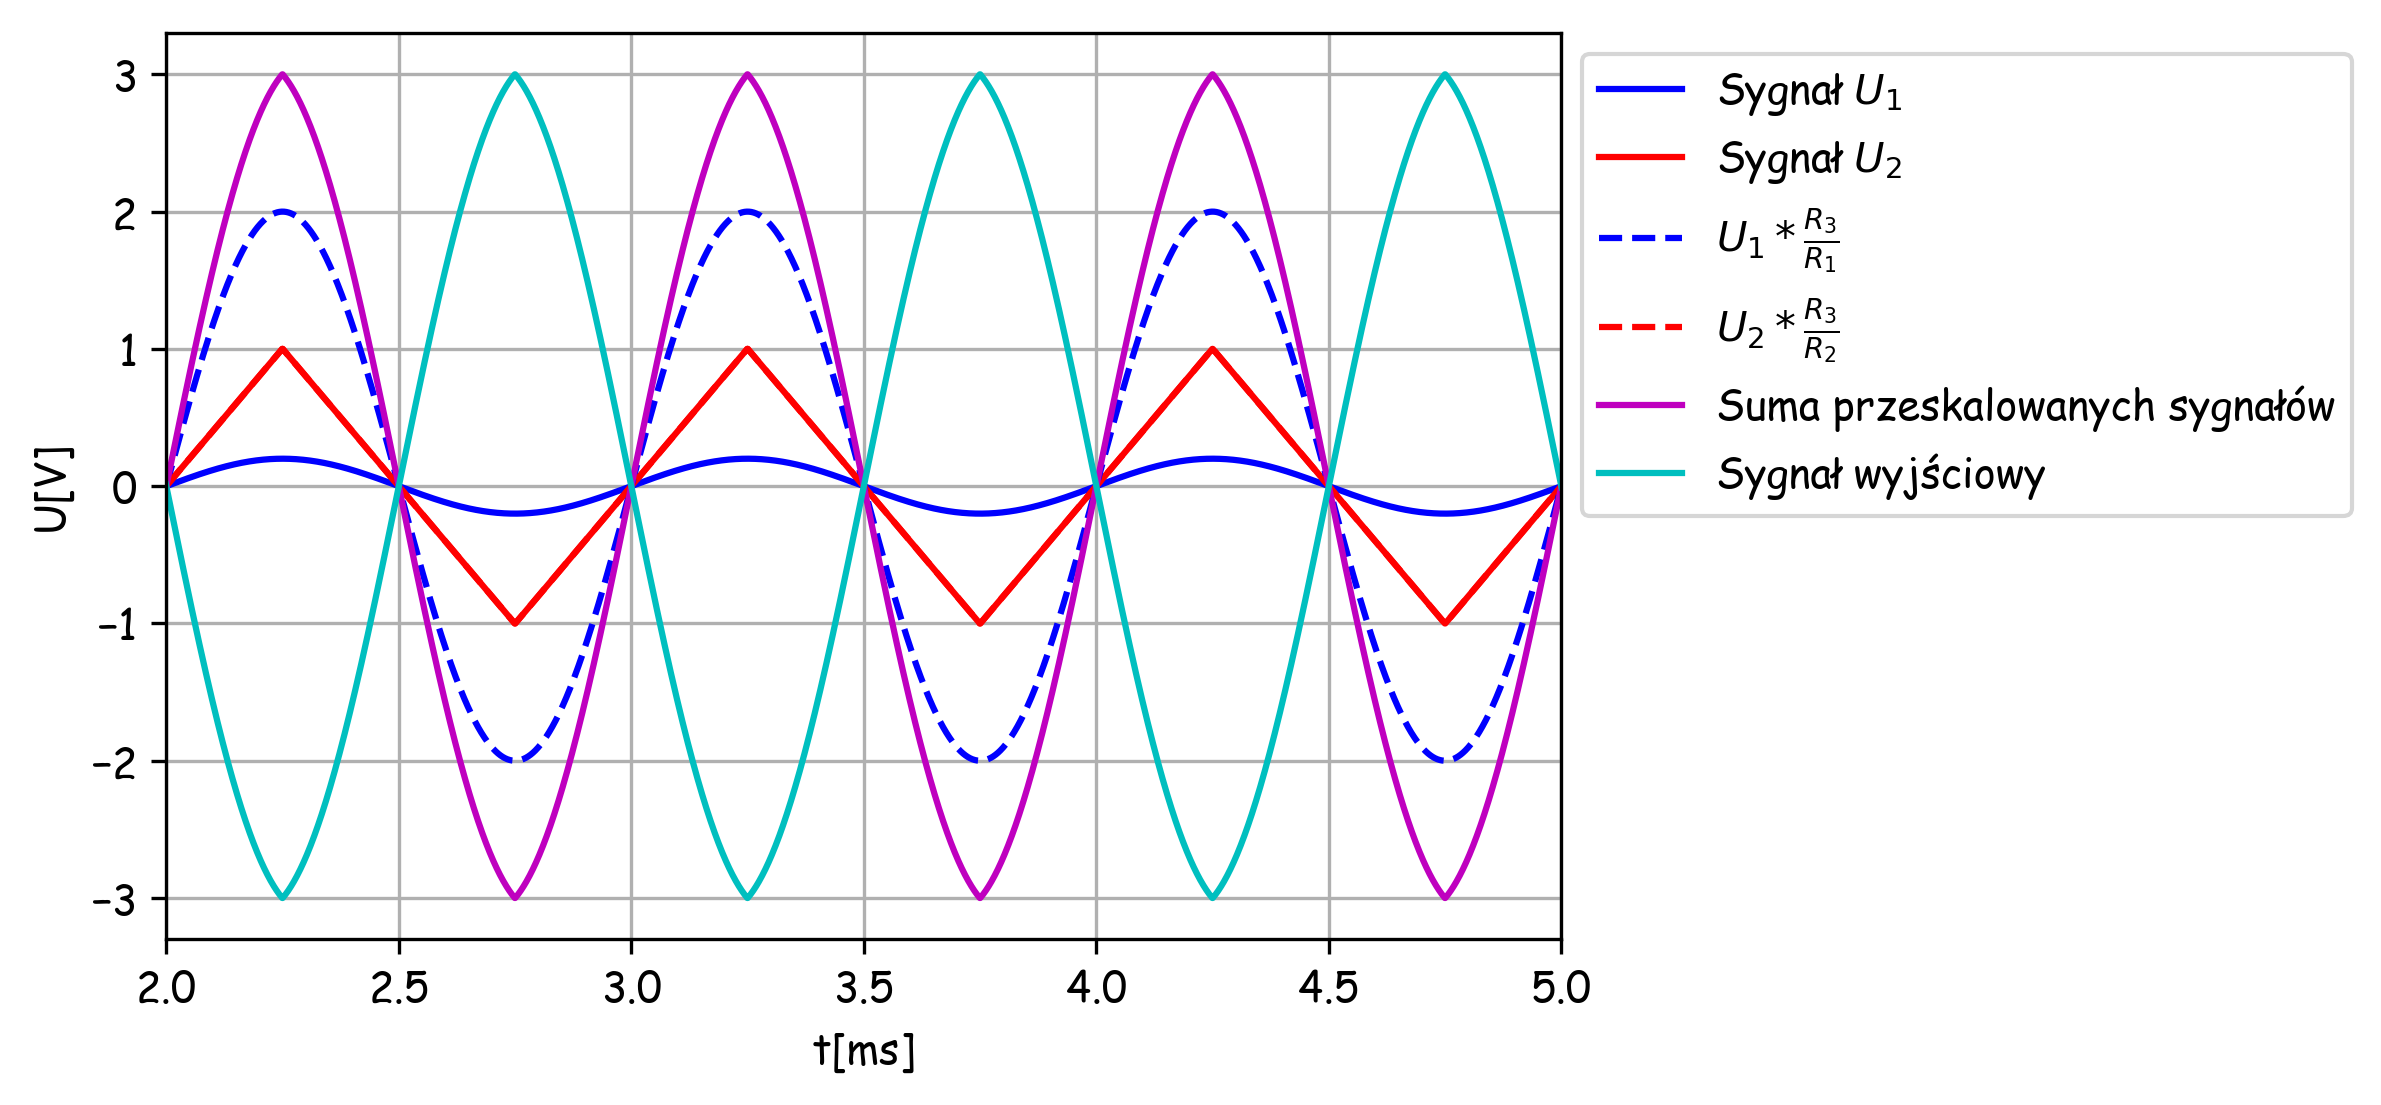 U[V]
3
2
1
0
−1
−2
−3
2.0 2.5 3.0 3.5 4.0 4.5 5.0
t[ms]
Sygnał U₁
Sygnał U₂
U₁ * R₃/R₁
U₂ * R₃/R₂
Suma przeskalowanych sygnałów
Sygnał wyjściowy